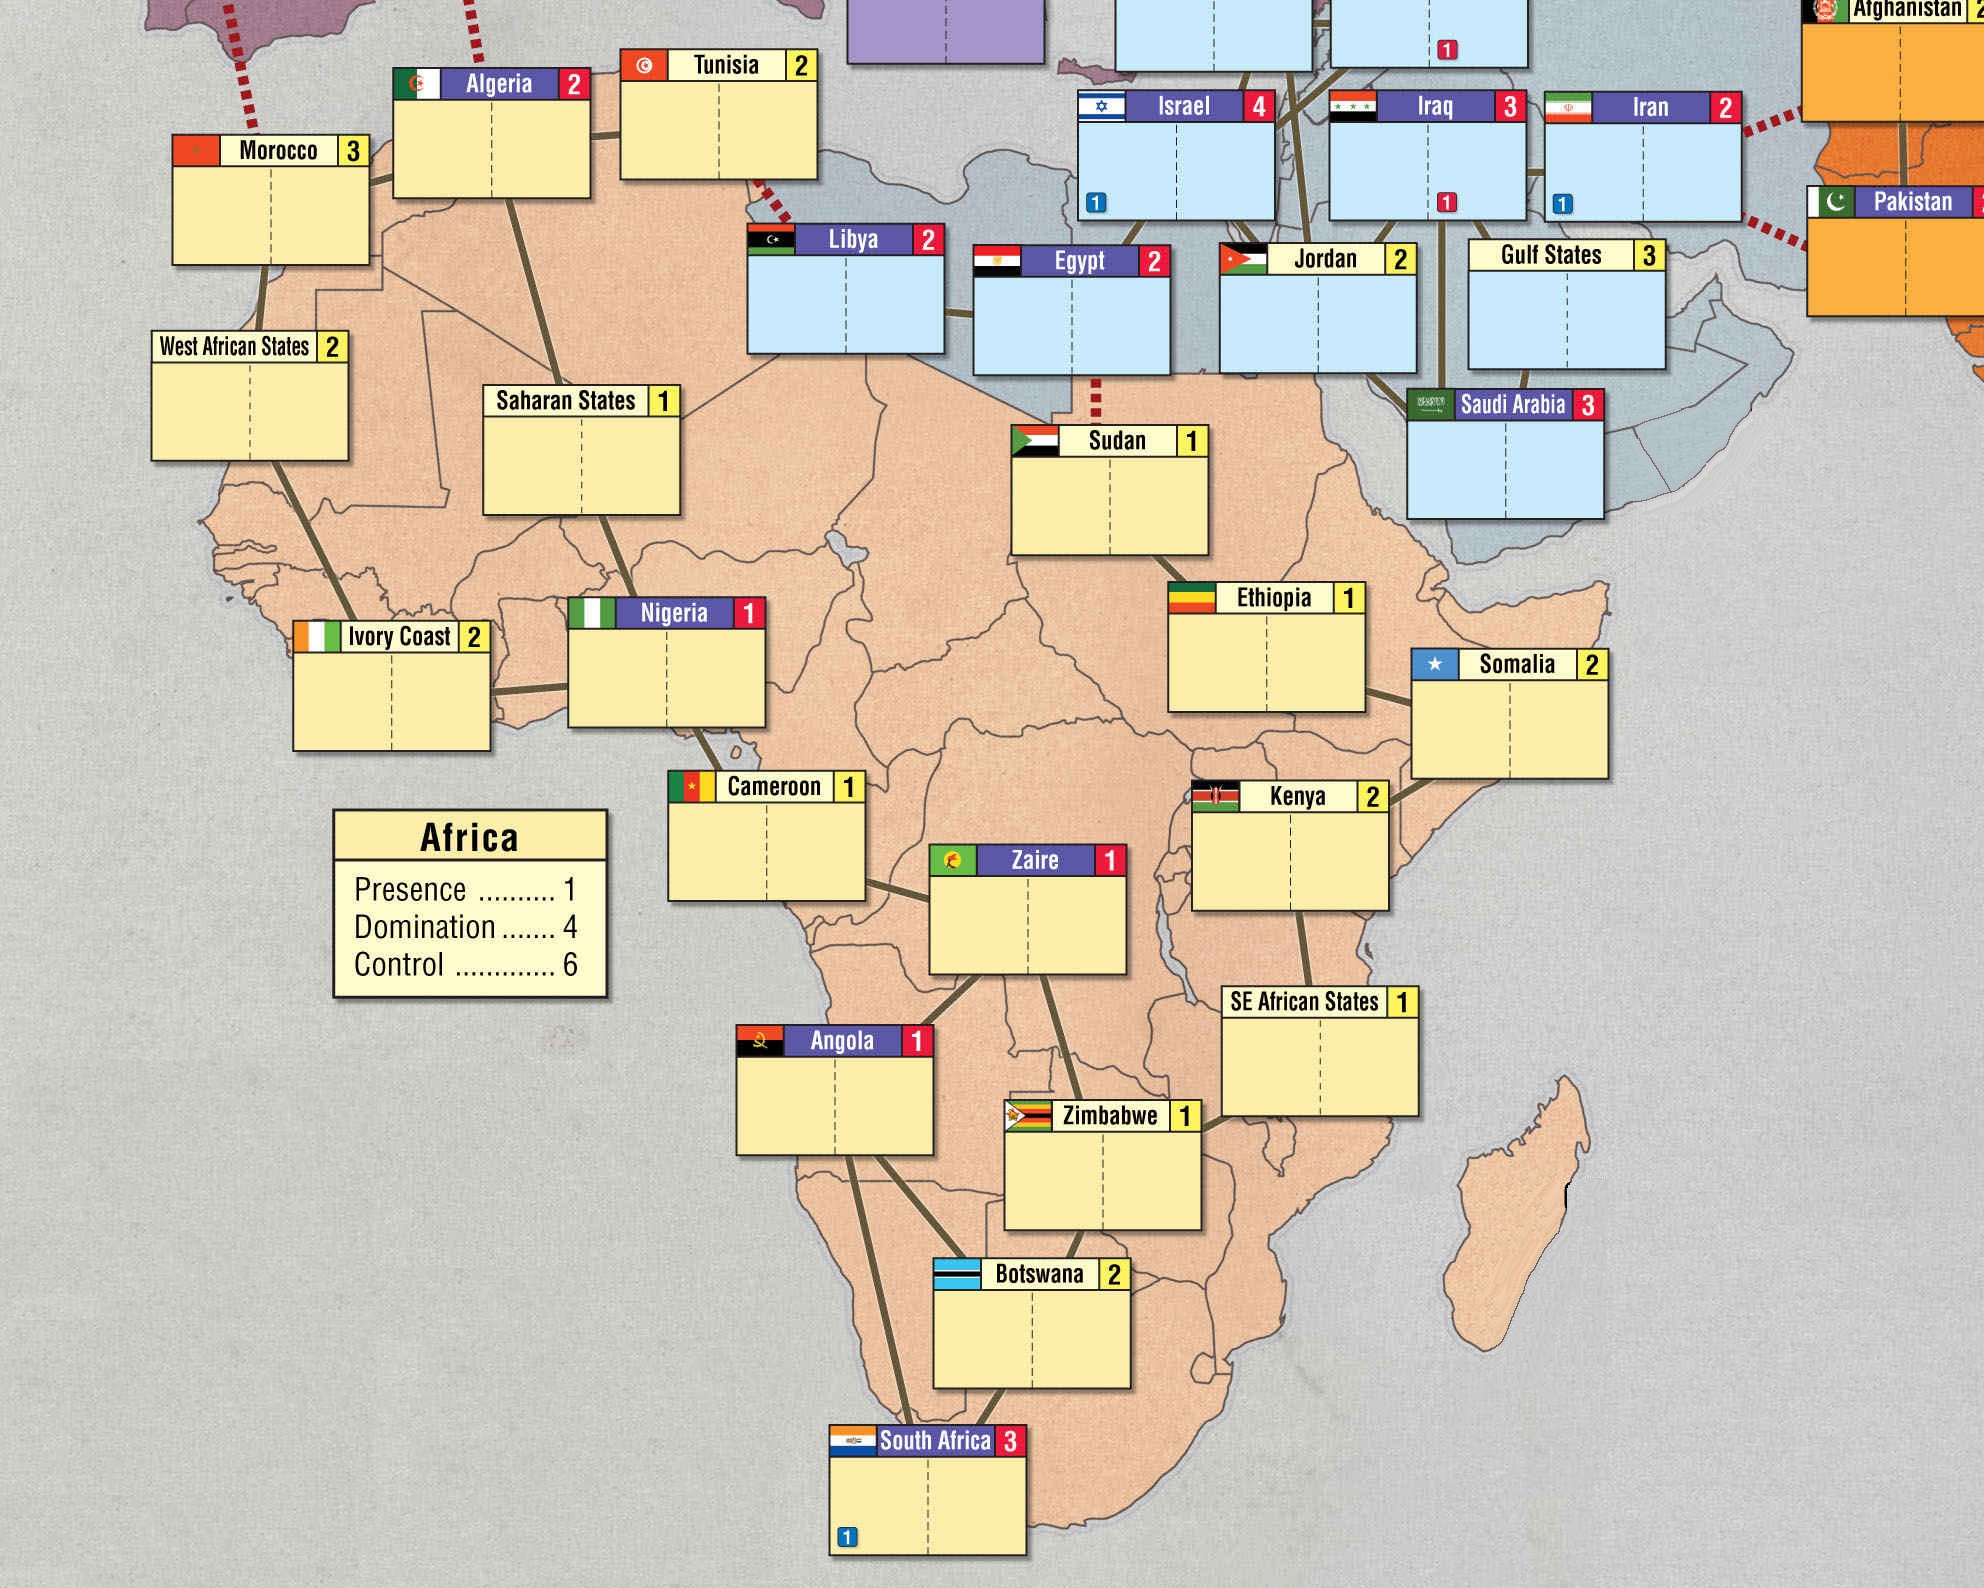 1
Afghanistan 2
Tunisia 2
Algeria 2
Israel 4
Iraq 3
Iran 2
Morocco 3
1
1
1
Pakistan
Libya 2
Egypt 2
Jordan 2
Gulf States 3
West African States 2
Saharan States 1
Saudi Arabia 3
Sudan 1
Ethiopia 1
Nigeria 1
Ivory Coast 2
Somalia 2
Cameroon 1
Kenya 2
Africa
Presence .......... 1
Domination ....... 4
Control ............. 6
Zaire 1
SE African States 1
Angola 1
Zimbabwe 1
Botswana 2
South Africa 3
1